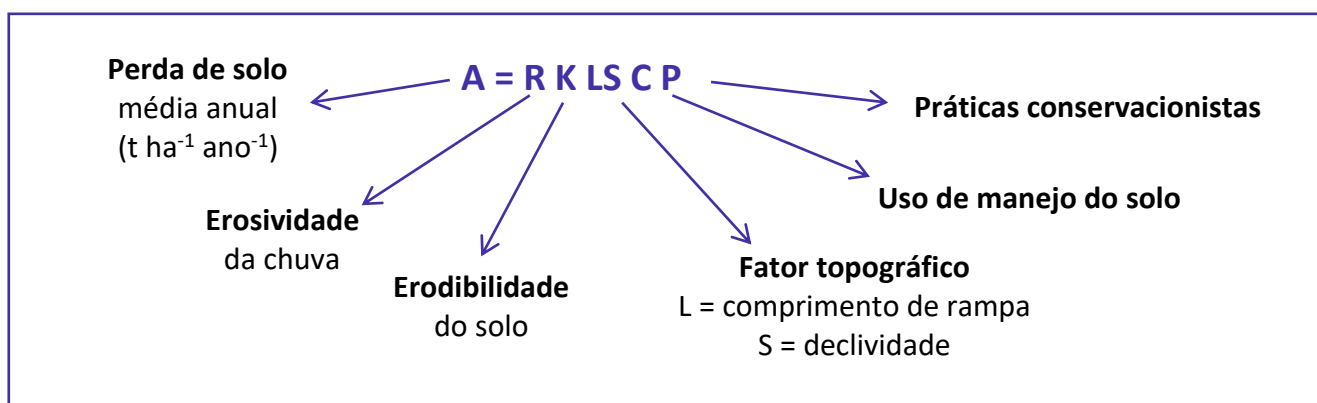 A = R K LS C P
Perda de solo
média anual
(t ha⁻¹ ano⁻¹)
Erosividade
da chuva
Erodibilidade
do solo
Fator topográfico
L = comprimento de rampa
S = declividade
Uso de manejo do solo
Práticas conservacionistas